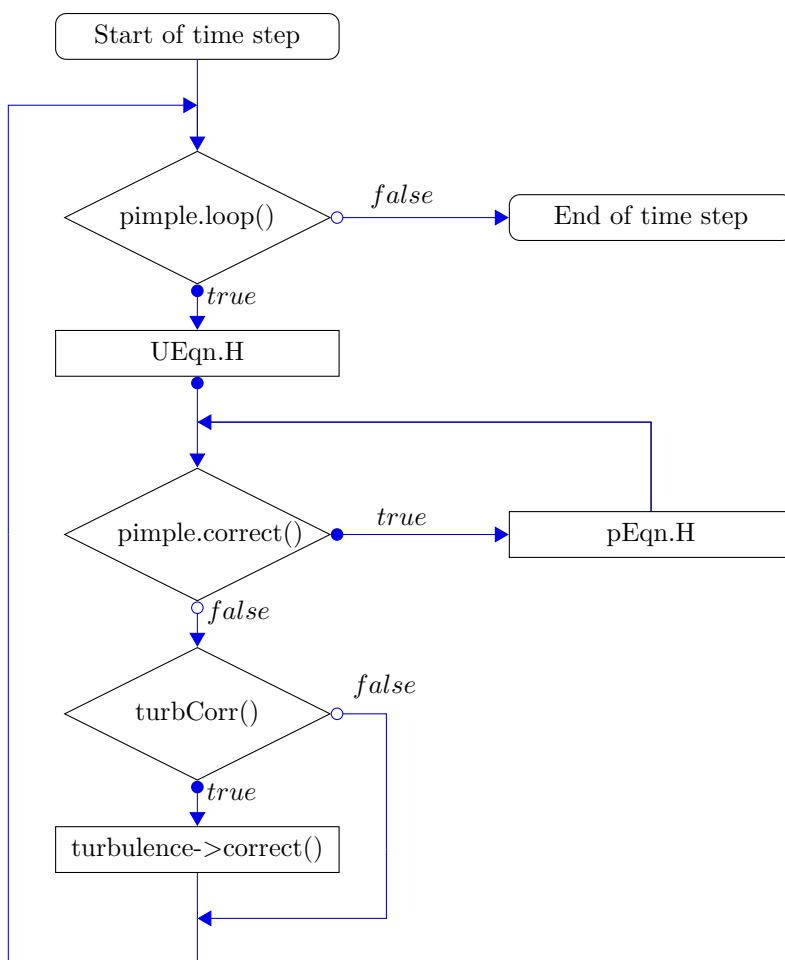 Start of time step
pimple.loop()
false
End of time step
true
UEqn.H
pimple.correct()
true
pEqn.H
false
turbCorr()
false
true
turbulence->correct()